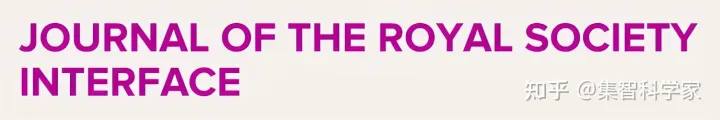 JOURNAL OF THE ROYAL SOCIETY
INTERFACE
知乎 @集智科学家